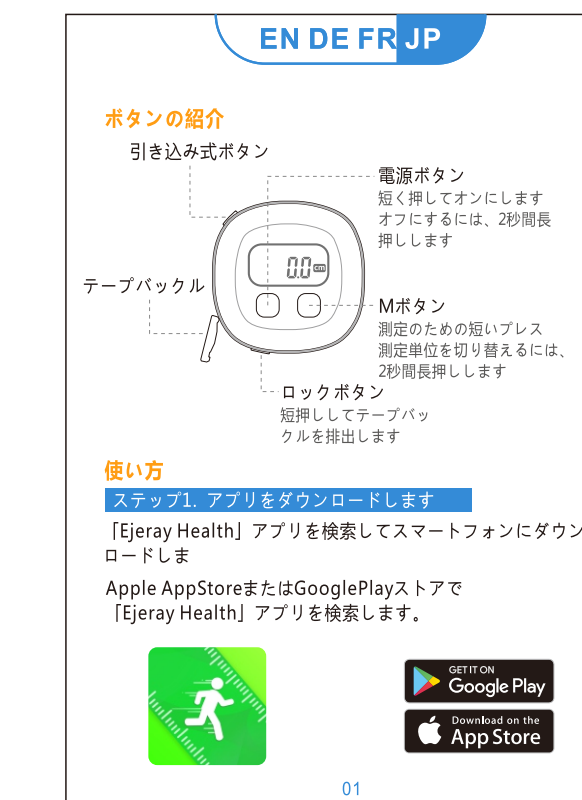 EN DE FR JP
ボタンの紹介
引き込み式ボタン
電源ボタン
短く押してオンにします
オフにするには、2秒間長
押しします
0.0 cm
テープバックル
Mボタン
測定のための短いプレス
測定単位を切り替えるには、
2秒間長押しします
ロックボタン
短押ししてテープバッ
クルを排出します
使い方
ステップ1. アプリをダウンロードします
「Ejeray Health」アプリを検索してスマートフォンにダウン
ロードしま
Apple AppStoreまたはGooglePlayストアで
「Ejeray Health」アプリを検索します。
GET IT ON
Google Play
Download on the
App Store
01